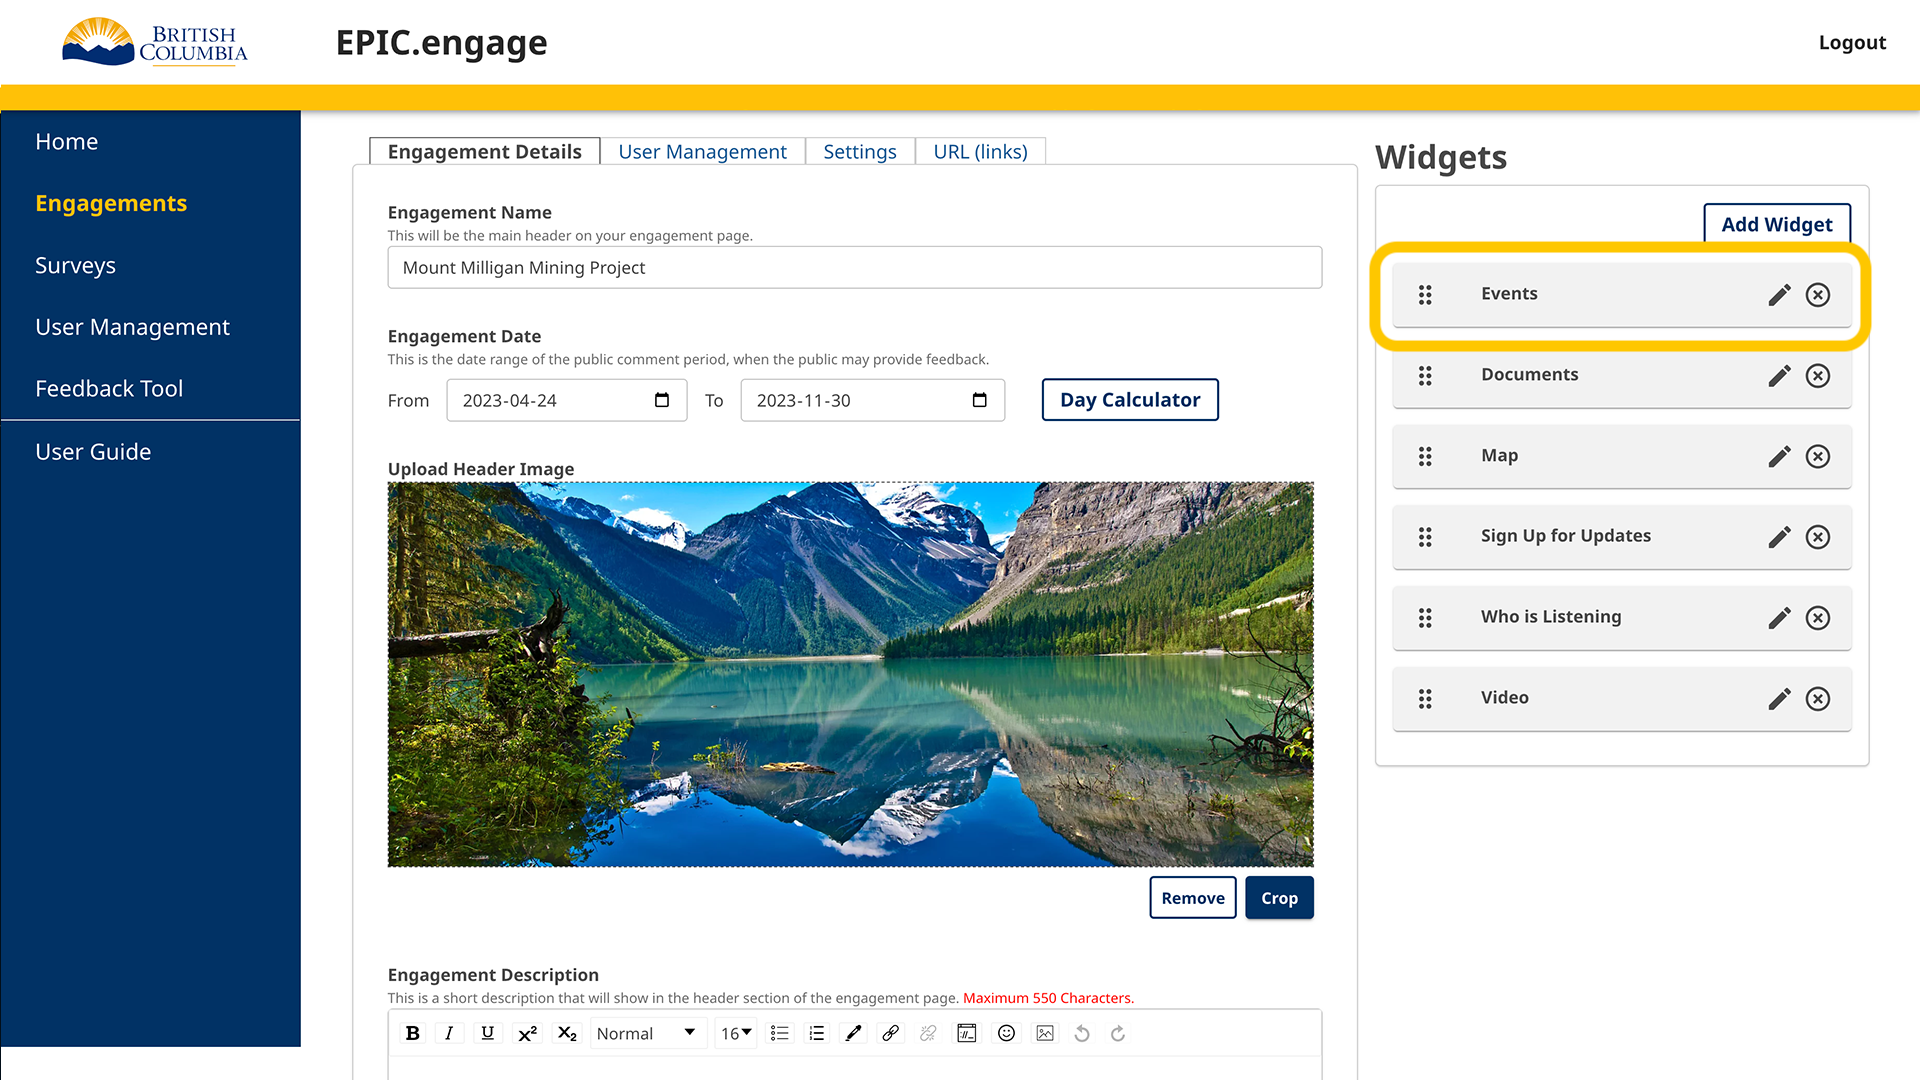 BRITISH
COLUMBIA
EPIC.engage
Logout
Home
Engagements
Surveys
User Management
Feedback Tool
User Guide
Engagement Details
User Management
Settings
URL (links)
Engagement Name
This will be the main header on your engagement page.
Mount Milligan Mining Project
Engagement Date
This is the date range of the public comment period, when the public may provide feedback.
From 2023-04-24 To 2023-11-30 Day Calculator
Upload Header Image
Remove Crop
Engagement Description
This is a short description that will show in the header section of the engagement page. Maximum 550 Characters.
B I U X² X₂ Normal 16
Widgets
Add Widget
Events
Documents
Map
Sign Up for Updates
Who is Listening
Video